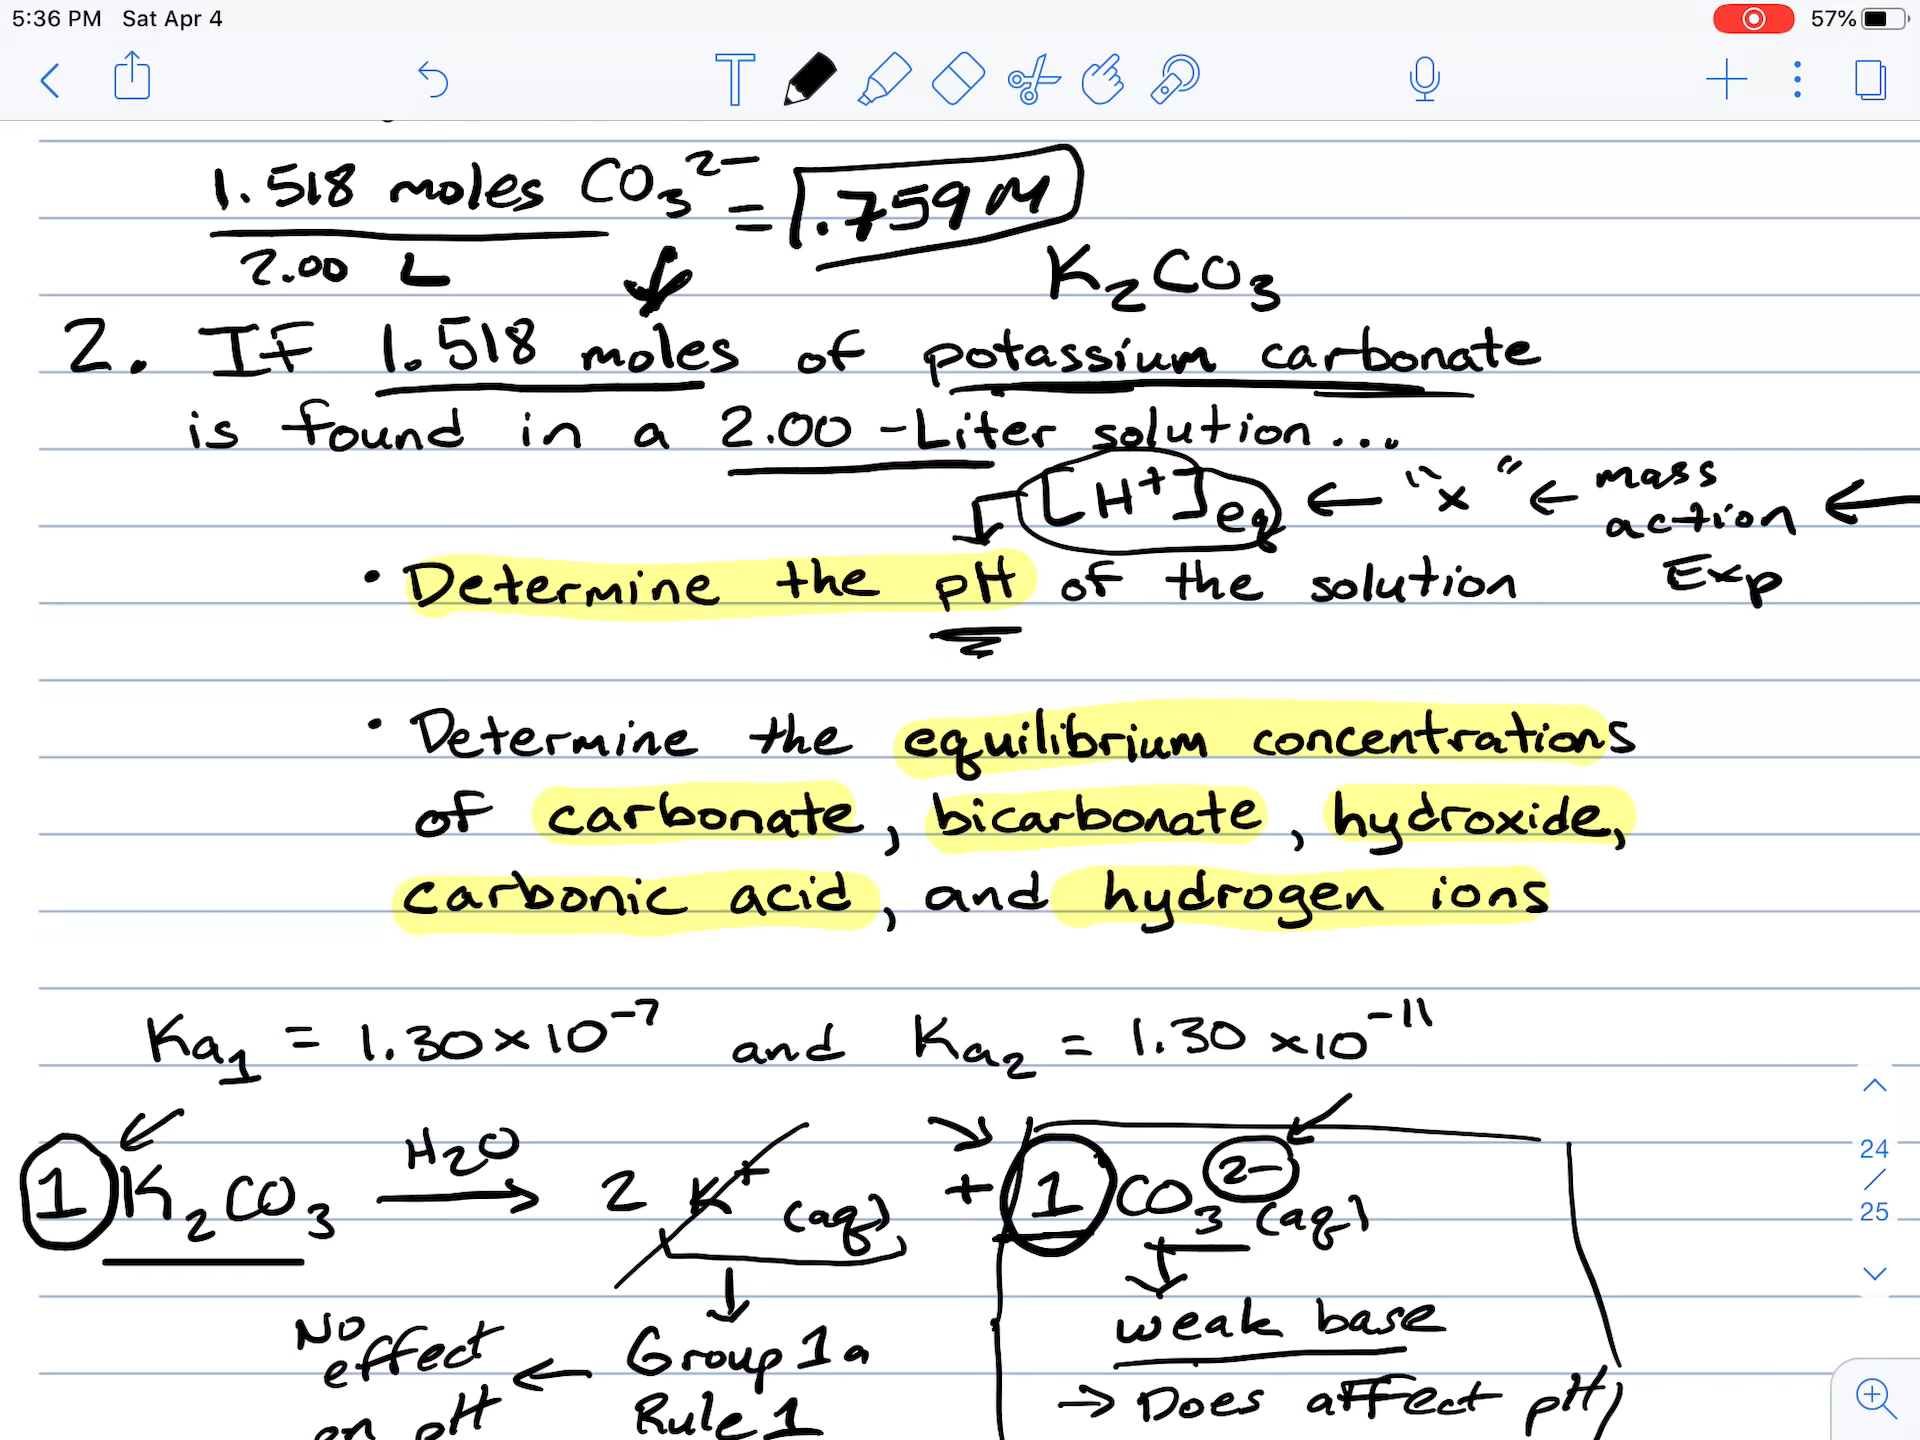 5:36 PM Sat Apr 4 57%
1.518 moles CO₃²⁻ = .759 M
2.00 L
K₂CO₃
2. If 1.518 moles of potassium carbonate
is found in a 2.00-Liter solution...
[H⁺]eq ← "x" ← mass action Exp ←
• Determine the pH of the solution
• Determine the equilibrium concentrations
of carbonate, bicarbonate, hydroxide,
carbonic acid, and hydrogen ions
Ka₁ = 1.30×10⁻⁷ and Ka₂ = 1.30 ×10⁻¹¹
1 K₂CO₃ H₂O → 2 K⁺ (aq) + 1 CO₃²⁻ (aq)
24
/
25
weak base
No effect on pH ← Group 1a Rule 1
→ Does affect pH